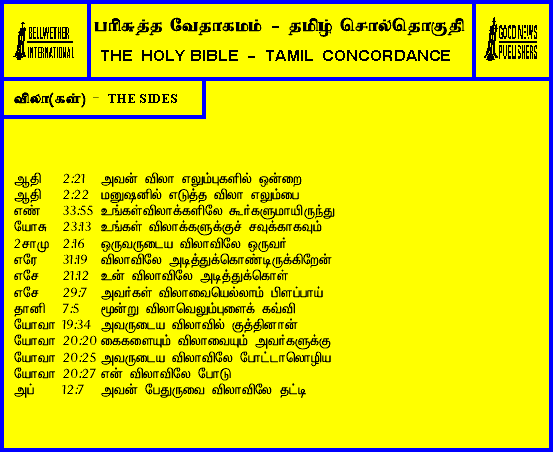 BELLWETHER
INTERNATIONAL
பரிசுத்த வேதாகமம் - தமிழ் சொல்தொகுதி
THE HOLY BIBLE - TAMIL CONCORDANCE
GOOD NEWS
PUBLISHERS
விலா(கள்) - THE SIDES
ஆதி 2:21 அவன் விலா எலும்புகளில் ஒன்றை
ஆதி 2:22 மனுஷனில் எடுத்த விலா எலும்பை
எண் 33:55 உங்கள்விலாக்களிலே கூர்களுமாயிருந்து
யோசு 23:13 உங்கள் விலாக்களுக்குச் சவுக்காகவும்
2சாமு 2:16 ஒருவருடைய விலாவிலே ஒருவர்
எரே 31:19 விலாவிலே அடித்துக்கொண்டிருக்கிறேன்
எசே 21:12 உன் விலாவிலே அடித்துக்கொள்
எசே 29:7 அவர்கள் விலாவையெல்லாம் பிளப்பாய்
தானி 7:5 மூன்று விலாவெலும்புளைக் கவ்வி
யோவா 19:34 அவருடைய விலாவில் குத்தினான்
யோவா 20:20 கைகளையும் விலாவையும் அவர்களுக்கு
யோவா 20:25 அவருடைய விலாவிலே போட்டாலொழிய
யோவா 20:27 என் விலாவிலே போடு
அப் 12:7 அவன் பேதுருவை விலாவிலே தட்டி